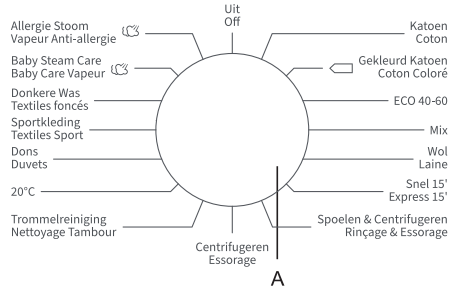 Uit
Off
Allergie Stoom
Vapeur Anti-allergie
Baby Steam Care
Baby Care Vapeur
Donkere Was
Textiles foncés
Sportkleding
Textiles Sport
Dons
Duvets
20°C
Trommelreiniging
Nettoyage Tambour
Centrifugeren
Essorage
Katoen
Coton
Gekleurd Katoen
Coton Coloré
ECO 40-60
Mix
Wol
Laine
Snel 15'
Express 15'
Spoelen & Centrifugeren
Rinçage & Essorage
A